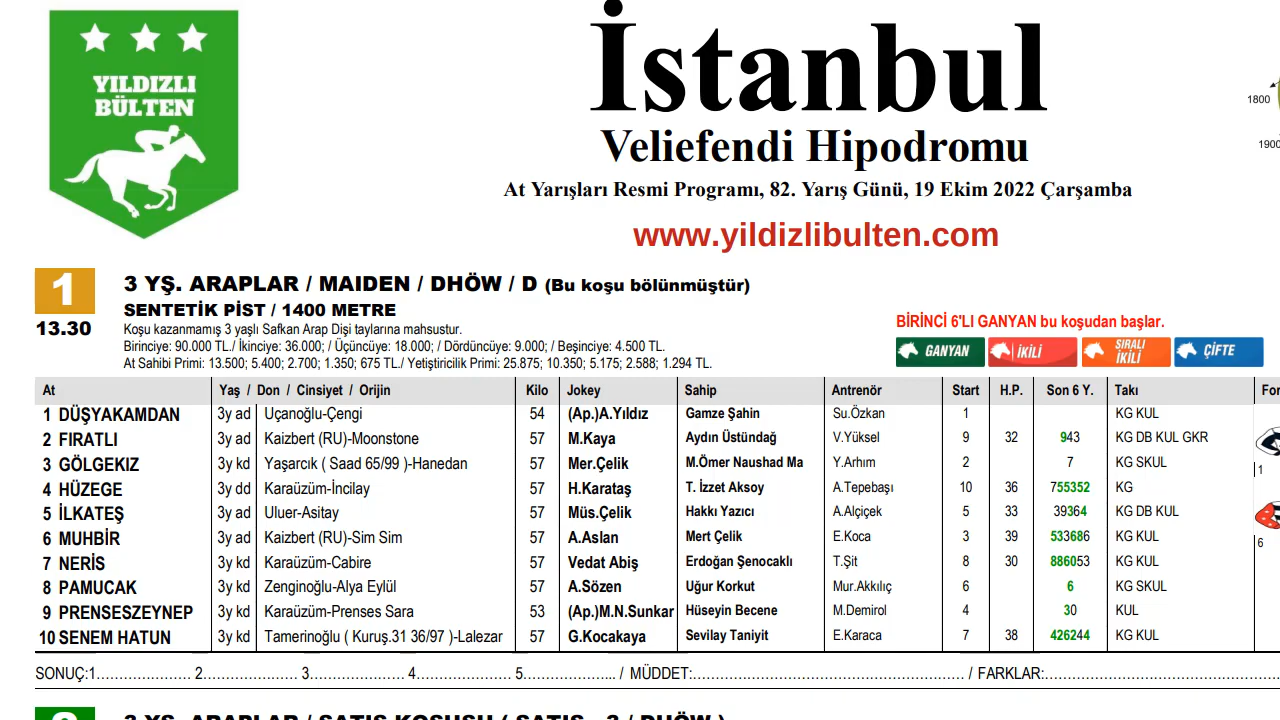 YILDIZLI
BÜLTEN
İstanbul
Veliefendi Hipodromu
At Yarışları Resmi Programı, 82. Yarış Günü, 19 Ekim 2022 Çarşamba
www.yildizlibulten.com
1800
1900
1
13.30
3 YŞ. ARAPLAR / MAIDEN / DHÖW / D (Bu koşu bölünmüştür)
SENTETİK PİST / 1400 METRE
Koşu kazanmamış 3 yaşlı Safkan Arap Dişi taylarına mahsustur.
Birinciye: 90.000 TL./ İkinciye: 36.000; / Üçüncüye: 18.000; / Dördüncüye: 9.000; / Beşinciye: 4.500 TL.
At Sahibi Primi: 13.500; 5.400; 2.700; 1.350; 675 TL./ Yetiştiricilik Primi: 25.875; 10.350; 5.175; 2.588; 1.294 TL.
BİRİNCİ 6'LI GANYAN bu koşudan başlar.
GANYAN İKİLİ SIRALI İKİLİ ÇİFTE
At Yaş / Don / Cinsiyet / Orijin Kilo Jokey Sahip Antrenör Start H.P. Son 6 Y. Takı For
1 DÜŞYAKAMDAN 3y ad Uçanoğlu-Çengi 54 (Ap.)A.Yıldız Gamze Şahin Su.Özkan 1 KG KUL
2 FIRATLI 3y ad Kaizbert (RU)-Moonstone 57 M.Kaya Aydın Üstündağ V.Yüksel 9 32 943 KG DB KUL GKR
3 GÖLGEKIZ 3y kd Yaşarcık ( Saad 65/99 )-Hanedan 57 Mer.Çelik M.Ömer Naushad Ma Y.Arhım 2 7 KG SKUL
1
4 HÜZEGE 3y dd Karaüzüm-İncilay 57 H.Karataş T. İzzet Aksoy A.Tepebaşı 10 36 755352 KG
5 İLKATEŞ 3y ad Uluer-Asitay 57 Müs.Çelik Hakkı Yazıcı A.Alçiçek 5 33 39364 KG DB KUL
6 MUHBİR 3y ad Kaizbert (RU)-Sim Sim 57 A.Aslan Mert Çelik E.Koca 3 39 533686 KG KUL
6
7 NERİS 3y kd Karaüzüm-Cabire 57 Vedat Abiş Erdoğan Şenocaklı T.Şit 8 30 886053 KG KUL
8 PAMUCAK 3y ad Zenginoğlu-Alya Eylül 57 A.Sözen Uğur Korkut Mur.Akkılıç 6 6 KG SKUL
9 PRENSESZEYNEP 3y kd Karaüzüm-Prenses Sara 53 (Ap.)M.N.Sunkar Hüseyin Becene M.Demirol 4 30 KUL
10 SENEM HATUN 3y kd Tamerinoğlu ( Kuruş.31 36/97 )-Lalezar 57 G.Kocakaya Sevilay Taniyit E.Karaca 7 38 426244 KG KUL
SONUÇ:1..................... 2..................... 3..................... 4..................... 5..................... / MÜDDET:............................................................ / FARKLAR:............................................................
3 YŞ. ARAPLAR / SATIŞ KOŞUSU ( SATIŞ - 3 / DHÖW )